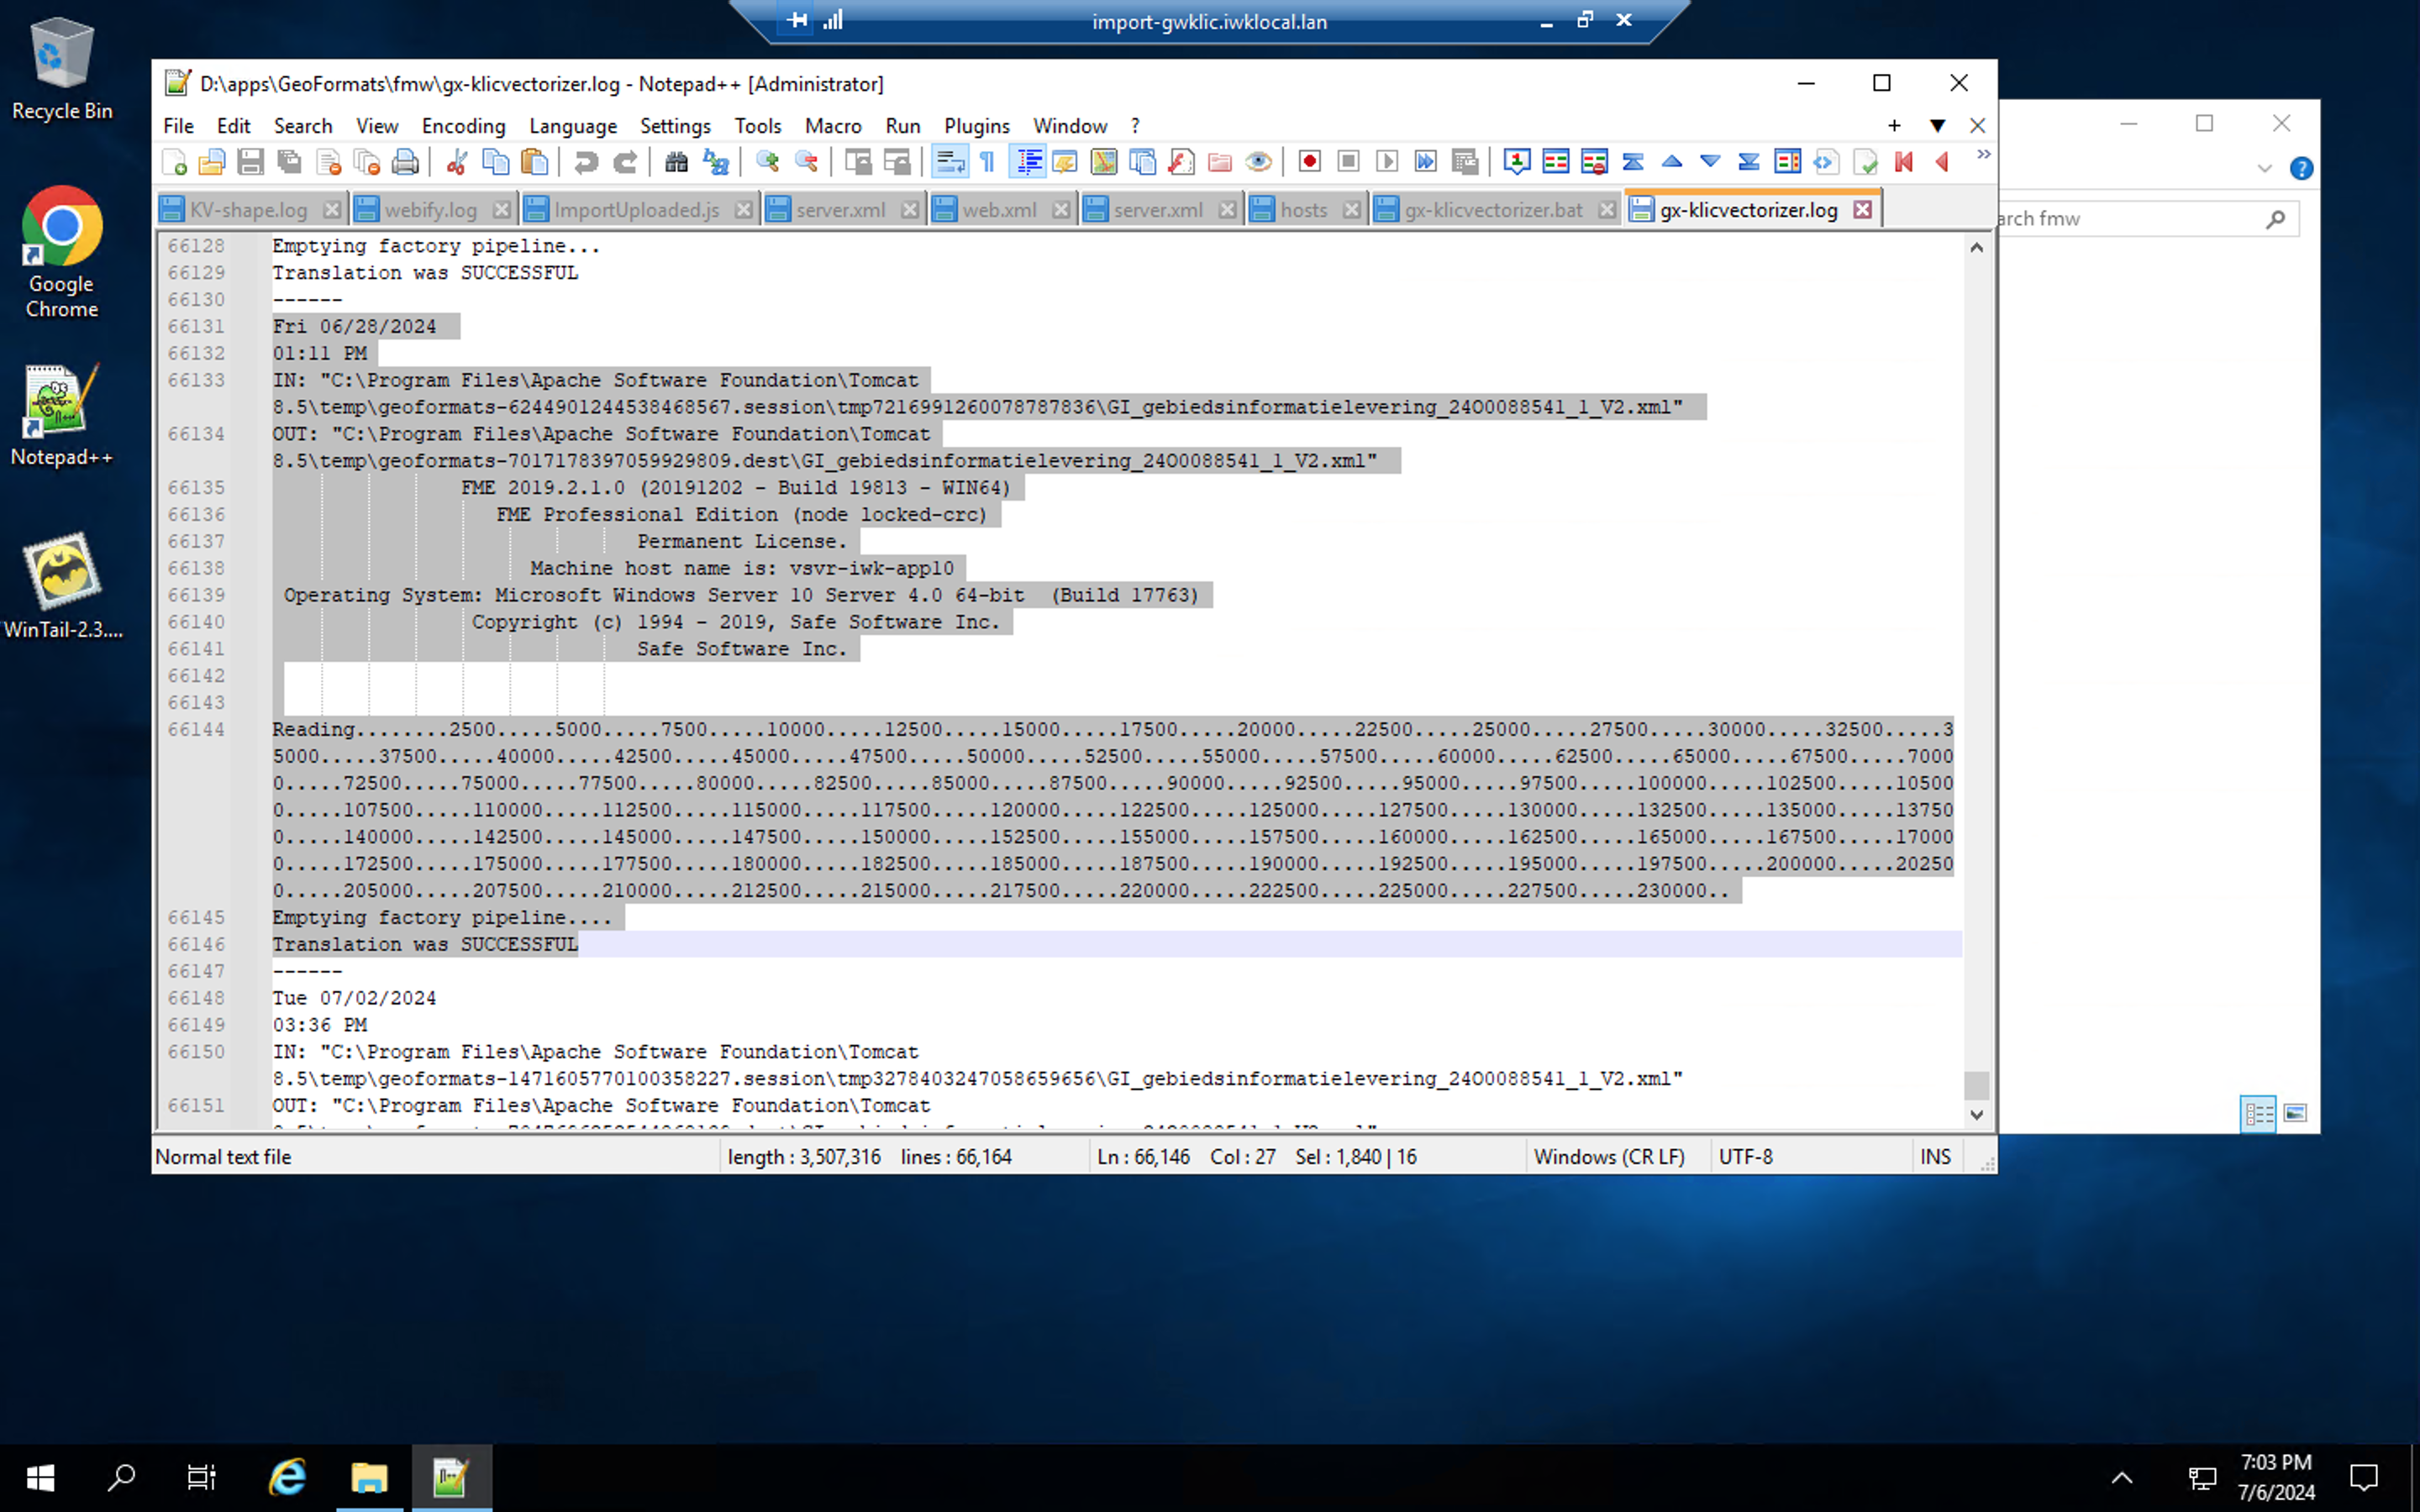 import-gwklic.iwklocal.lan
Recycle Bin
Google
Chrome
Notepad++
WinTail-2.3....
D:\apps\GeoFormats\fmw\gx-klicvectorizer.log - Notepad++ [Administrator]
File Edit Search View Encoding Language Settings Tools Macro Run Plugins Window ?
KV-shape.log webify.log ImportUploaded.js server.xml web.xml server.xml hosts gx-klicvectorizer.bat gx-klicvectorizer.log
arch fmw
66128 Emptying factory pipeline...
66129 Translation was SUCCESSFUL
66130 ------
66131 Fri 06/28/2024
66132 01:11 PM
66133 IN: "C:\Program Files\Apache Software Foundation\Tomcat
8.5\temp\geoformats-6244901244538468567.session\tmp7216991260078787836\GI_gebiedsinformatielevering_24O0088541_1_V2.xml"
66134 OUT: "C:\Program Files\Apache Software Foundation\Tomcat
8.5\temp\geoformats-7017178397059929809.dest\GI_gebiedsinformatielevering_24O0088541_1_V2.xml"
66135 FME 2019.2.1.0 (20191202 - Build 19813 - WIN64)
66136 FME Professional Edition (node locked-crc)
66137 Permanent License.
66138 Machine host name is: vsvr-iwk-app10
66139 Operating System: Microsoft Windows Server 10 Server 4.0 64-bit  (Build 17763)
66140 Copyright (c) 1994 - 2019, Safe Software Inc.
66141 Safe Software Inc.
66142
66143
66144 Reading........2500.....5000.....7500.....10000.....12500.....15000.....17500.....20000.....22500.....25000.....27500.....30000.....32500.....3
5000.....37500.....40000.....42500.....45000.....47500.....50000.....52500.....55000.....57500.....60000.....62500.....65000.....67500.....7000
0.....72500.....75000.....77500.....80000.....82500.....85000.....87500.....90000.....92500.....95000.....97500.....100000.....102500.....10500
0.....107500.....110000.....112500.....115000.....117500.....120000.....122500.....125000.....127500.....130000.....132500.....135000.....13750
0.....140000.....142500.....145000.....147500.....150000.....152500.....155000.....157500.....160000.....162500.....165000.....167500.....17000
0.....172500.....175000.....177500.....180000.....182500.....185000.....187500.....190000.....192500.....195000.....197500.....200000.....20250
0.....205000.....207500.....210000.....212500.....215000.....217500.....220000.....222500.....225000.....227500.....230000..
66145 Emptying factory pipeline....
66146 Translation was SUCCESSFUL
66147 ------
66148 Tue 07/02/2024
66149 03:36 PM
66150 IN: "C:\Program Files\Apache Software Foundation\Tomcat
8.5\temp\geoformats-1471605770100358227.session\tmp3278403247058659656\GI_gebiedsinformatielevering_24O0088541_1_V2.xml"
66151 OUT: "C:\Program Files\Apache Software Foundation\Tomcat
Normal text file length : 3,507,316 lines : 66,164 Ln : 66,146 Col : 27 Sel : 1,840 | 16 Windows (CR LF) UTF-8 INS
7:03 PM
7/6/2024